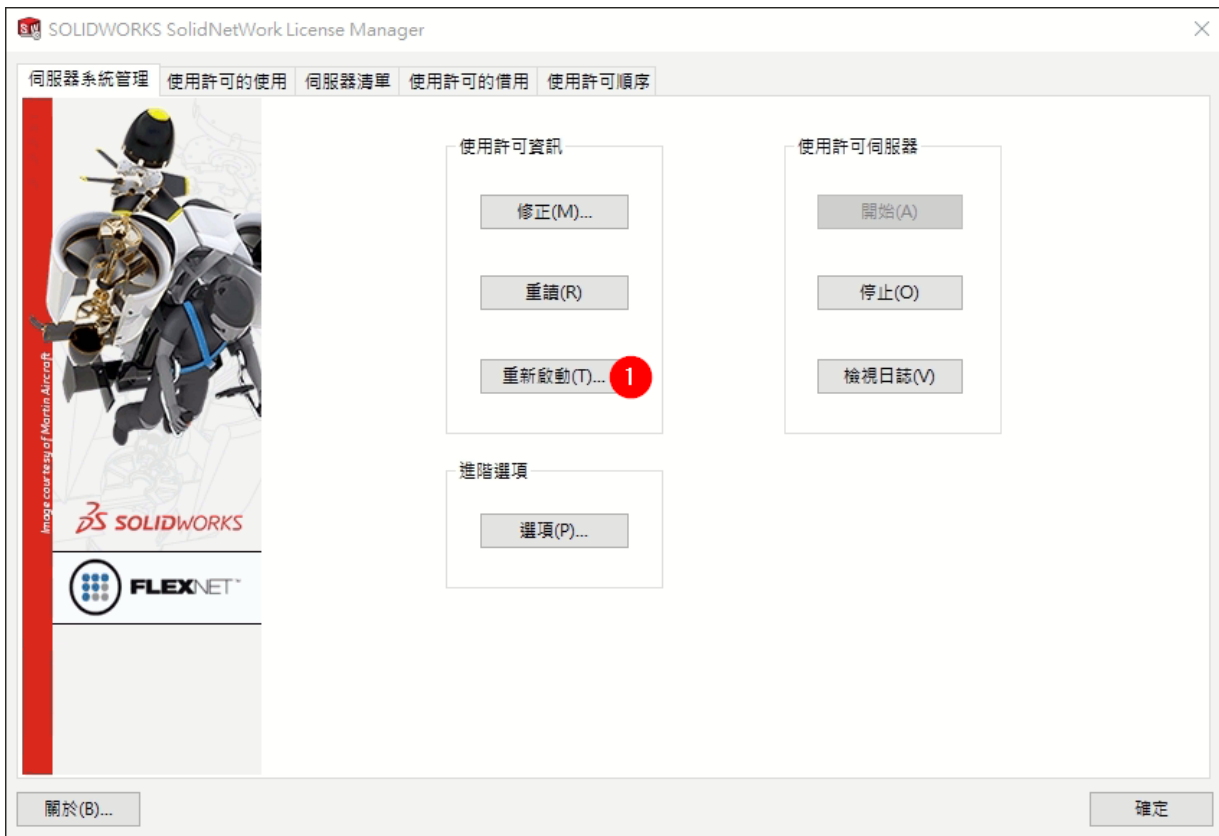 SOLIDWORKS SolidNetWork License Manager
伺服器系統管理 使用許可的使用 伺服器清單 使用許可的借用 使用許可順序
使用許可資訊
修正(M)...
重讀(R)
重新啟動(T)... 1
使用許可伺服器
開始(A)
停止(O)
檢視日誌(V)
進階選項
選項(P)...
Image courtesy of Martin Aircraft
SOLIDWORKS
FLEXNET™
關於(B)...
確定